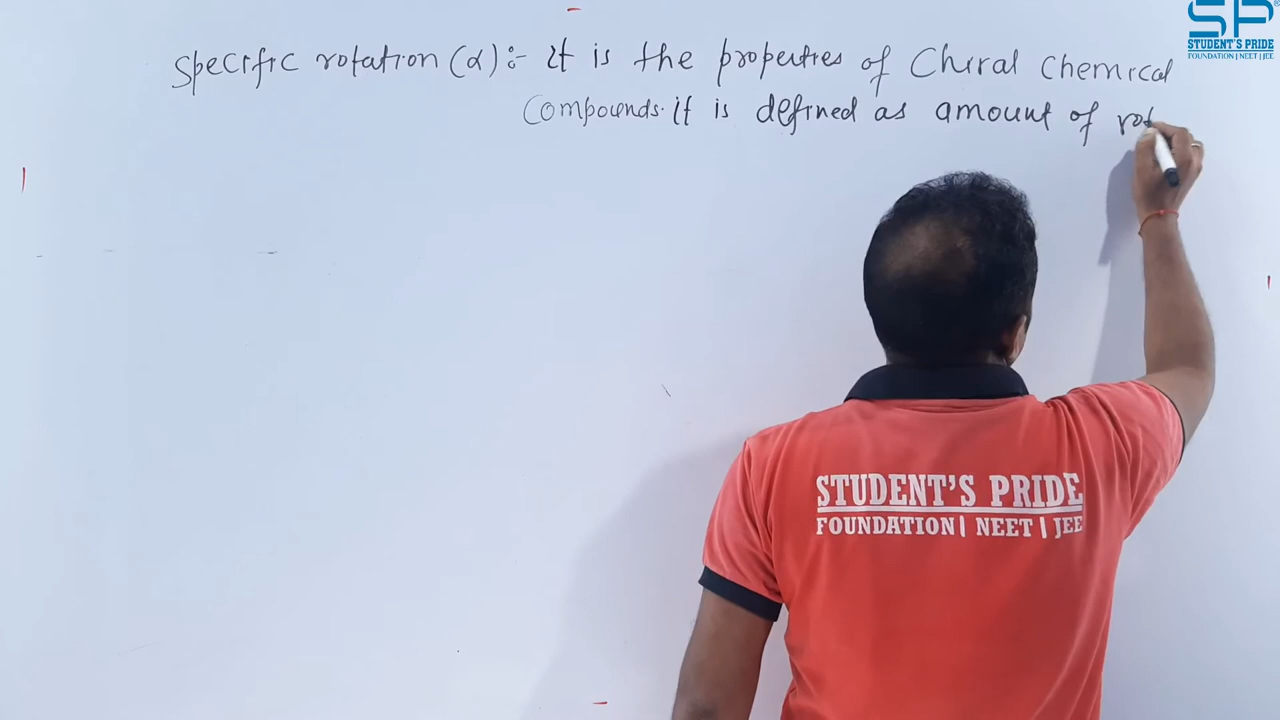 SP
STUDENT'S PRIDE
FOUNDATION | NEET | JEE
Specific rotation (α):- it is the properties of Chiral Chemical
Compounds. it is defined as amount of rot
STUDENT'S PRIDE
FOUNDATION | NEET | JEE